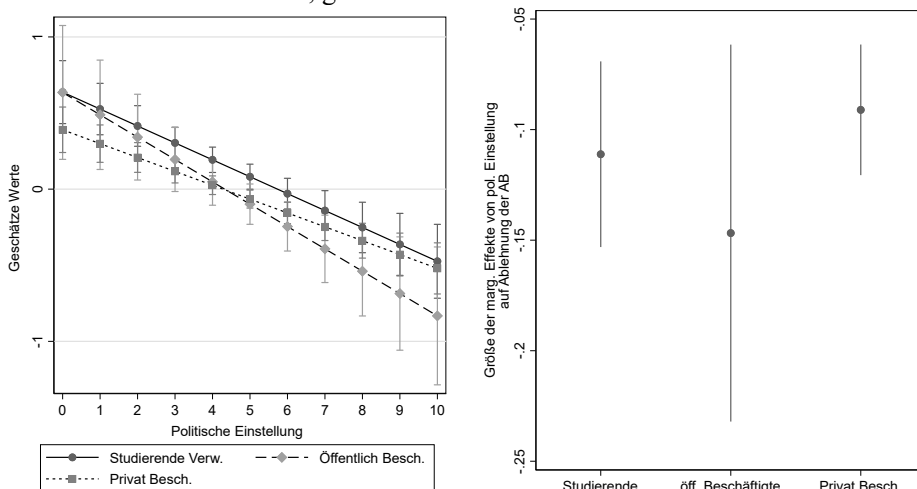 1
0
-1
Geschätze Werte
0 1 2 3 4 5 6 7 8 9 10
Politische Einstellung
Studierende Verw.
Öffentlich Besch.
Privat Besch.
-.05
-.1
-.15
-.2
-.25
Größe der marg. Effekte von pol. Einstellung
auf Ablehnung der AB
Studierende
öff. Beschäftigte
Privat Besch.